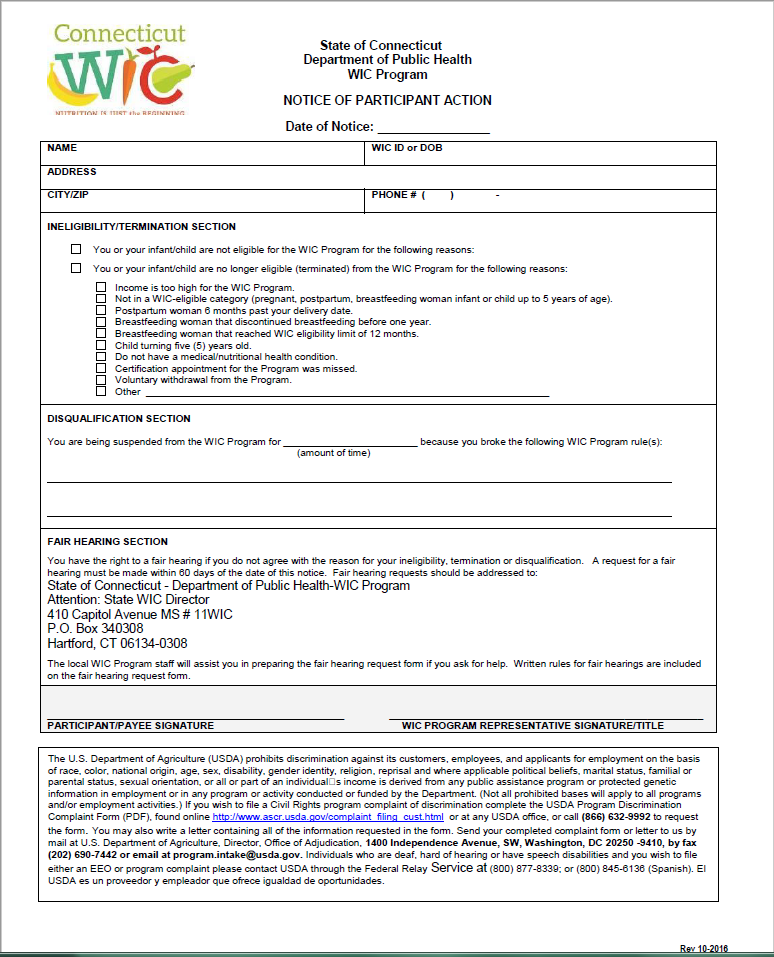 Connecticut
WIC
NUTRITION IS JUST the BEGINNING
State of Connecticut
Department of Public Health
WIC Program
NOTICE OF PARTICIPANT ACTION
Date of Notice: ________________
NAME WIC ID or DOB
ADDRESS
CITY/ZIP PHONE # ( ) -
INELIGIBILITY/TERMINATION SECTION
You or your infant/child are not eligible for the WIC Program for the following reasons:
You or your infant/child are no longer eligible (terminated) from the WIC Program for the following reasons:
Income is too high for the WIC Program.
Not in a WIC-eligible category (pregnant, postpartum, breastfeeding woman infant or child up to 5 years of age).
Postpartum woman 6 months past your delivery date.
Breastfeeding woman that discontinued breastfeeding before one year.
Breastfeeding woman that reached WIC eligibility limit of 12 months.
Child turning five (5) years old.
Do not have a medical/nutritional health condition.
Certification appointment for the Program was missed.
Voluntary withdrawal from the Program.
Other ________________
DISQUALIFICATION SECTION
You are being suspended from the WIC Program for ________________ because you broke the following WIC Program rule(s):
(amount of time)
FAIR HEARING SECTION
You have the right to a fair hearing if you do not agree with the reason for your ineligibility, termination or disqualification. A request for a fair
hearing must be made within 60 days of the date of this notice. Fair hearing requests should be addressed to:
State of Connecticut - Department of Public Health-WIC Program
Attention: State WIC Director
410 Capitol Avenue MS # 11WIC
P.O. Box 340308
Hartford, CT 06134-0308
The local WIC Program staff will assist you in preparing the fair hearing request form if you ask for help. Written rules for fair hearings are included
on the fair hearing request form.
PARTICIPANT/PAYEE SIGNATURE WIC PROGRAM REPRESENTATIVE SIGNATURE/TITLE
The U.S. Department of Agriculture (USDA) prohibits discrimination against its customers, employees, and applicants for employment on the basis
of race, color, national origin, age, sex, disability, gender identity, religion, reprisal and where applicable political beliefs, marital status, familial or
parental status, sexual orientation, or all or part of an individual□s income is derived from any public assistance program or protected genetic
information in employment or in any program or activity conducted or funded by the Department. (Not all prohibited bases will apply to all programs
and/or employment activities.) If you wish to file a Civil Rights program complaint of discrimination complete the USDA Program Discrimination
Complaint Form (PDF), found online http://www.ascr.usda.gov/complaint_filing_cust.html or at any USDA office, or call (866) 632-9992 to request
the form. You may also write a letter containing all of the information requested in the form. Send your completed complaint form or letter to us by
mail at U.S. Department of Agriculture, Director, Office of Adjudication, 1400 Independence Avenue, SW, Washington, DC 20250 -9410, by fax
(202) 690-7442 or email at program.intake@usda.gov. Individuals who are deaf, hard of hearing or have speech disabilities and you wish to file
either an EEO or program complaint please contact USDA through the Federal Relay Service at (800) 877-8339; or (800) 845-6136 (Spanish). El
USDA es un proveedor y empleador que ofrece igualdad de oportunidades.
Rev 10-2016